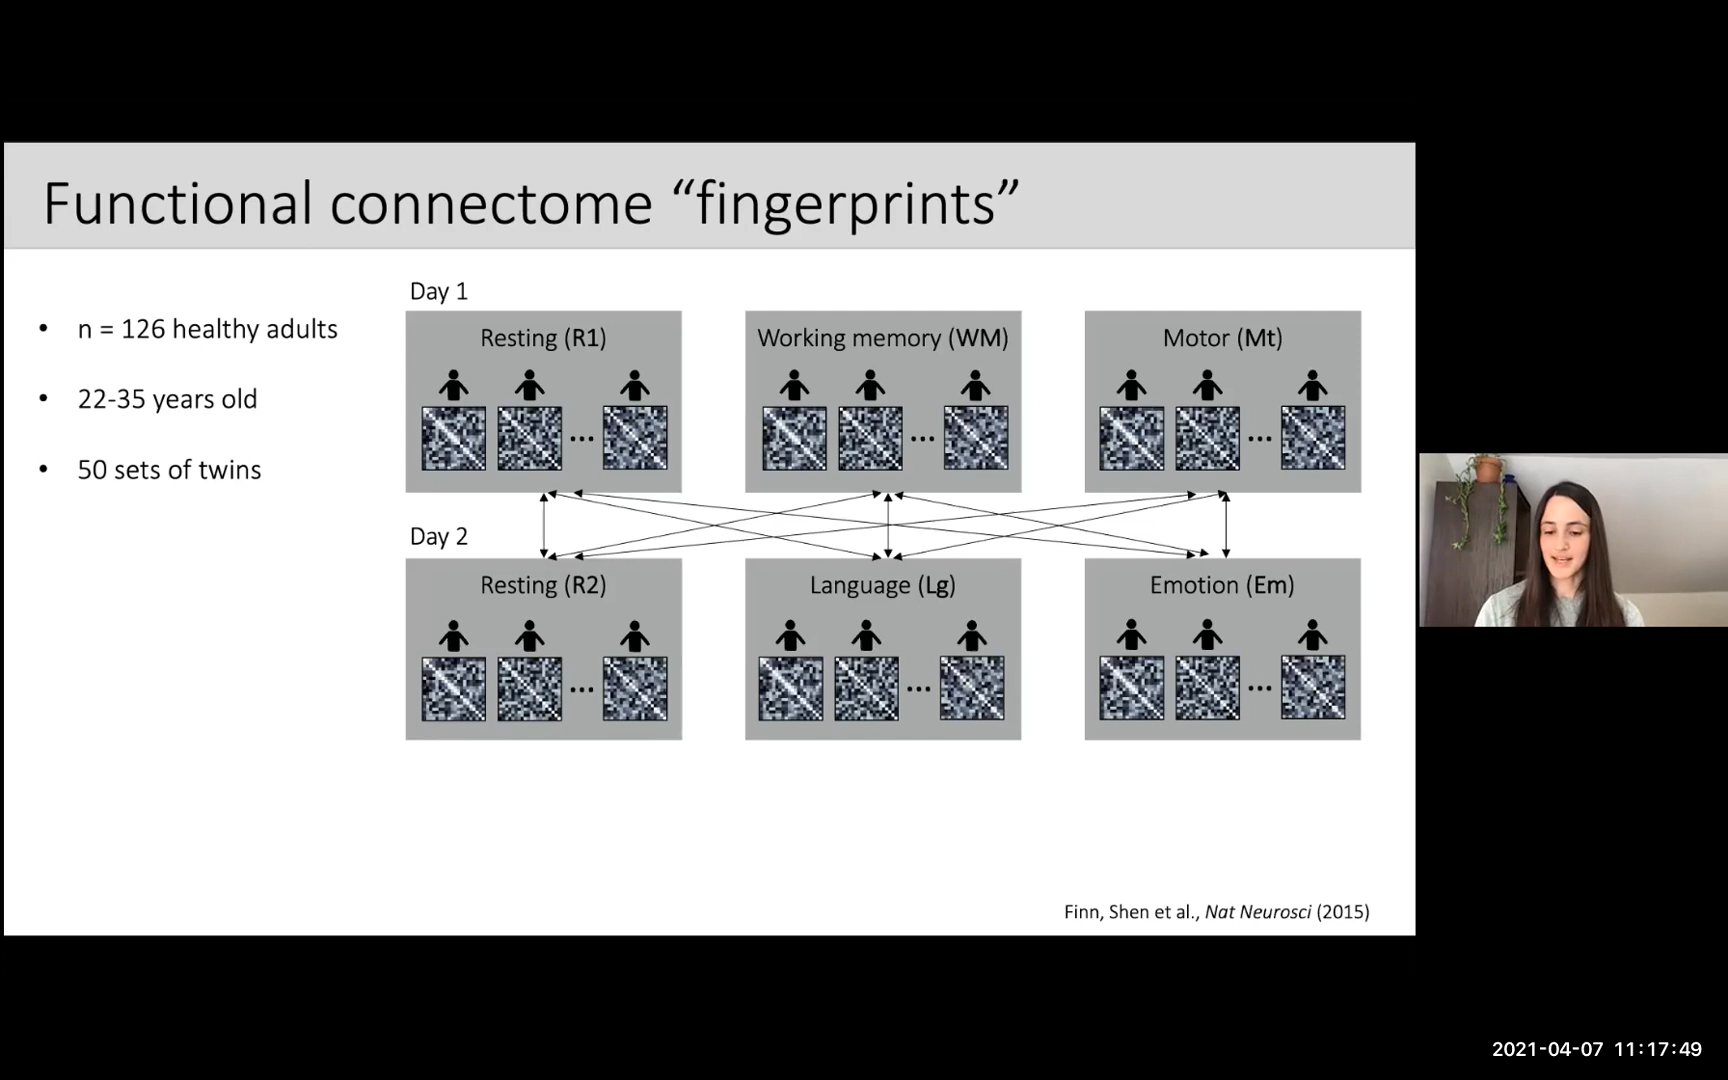 Functional connectome “fingerprints”
• n = 126 healthy adults
• 22-35 years old
• 50 sets of twins
Day 1
Resting (R1)
Working memory (WM)
Motor (Mt)
...
...
...
Day 2
Resting (R2)
Language (Lg)
Emotion (Em)
...
...
...
Finn, Shen et al., Nat Neurosci (2015)
2021-04-07 11:17:49